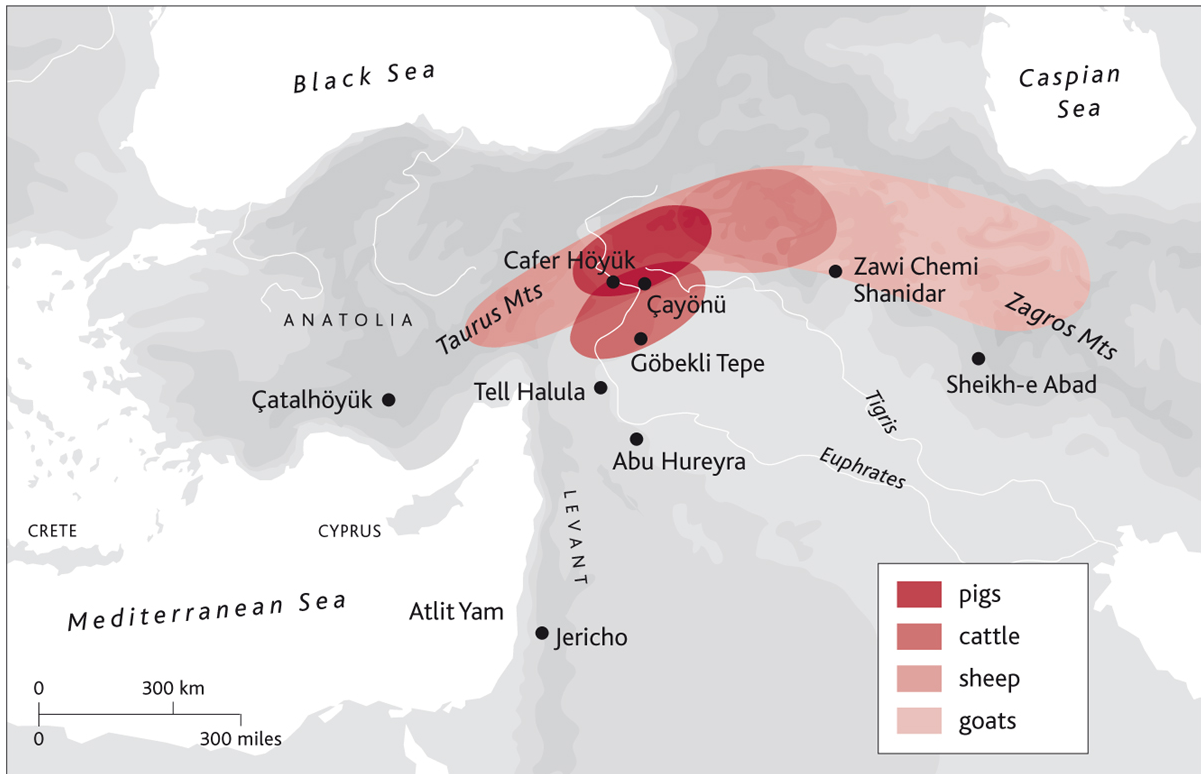 Black Sea
Caspian
Sea
Cafer Höyük
Zawi Chemi
Shanidar
Çayönü
Taurus Mts
ANATOLIA
Zagros Mts
Göbekli Tepe
Sheikh-e Abad
Tell Halula
Çatalhöyük
Tigris
Abu Hureyra
Euphrates
LEVANT
CRETE
CYPRUS
Mediterranean Sea
Atlit Yam
Jericho
pigs
cattle
sheep
goats
0 300 km
0 300 miles